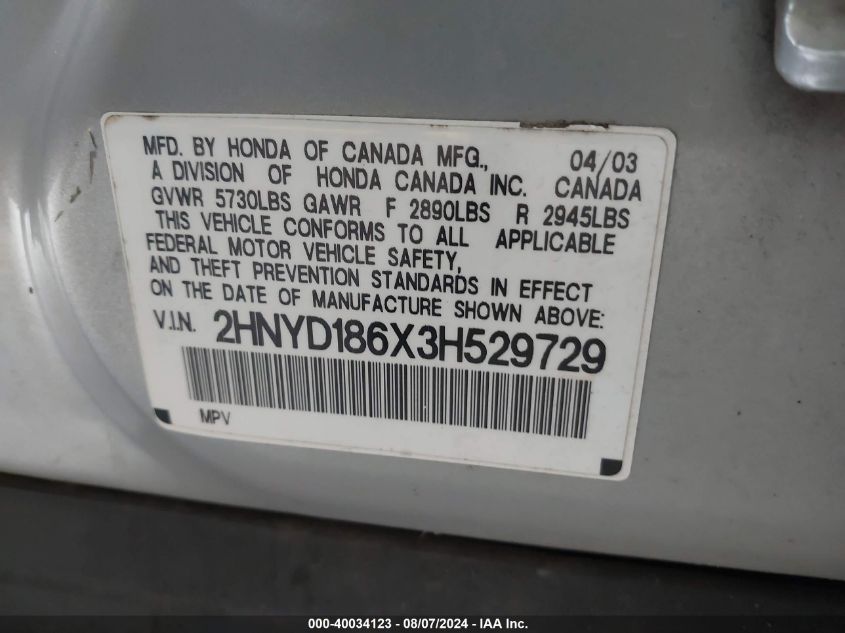 MFD. BY HONDA OF CANADA MFG., 04/03
A DIVISION OF HONDA CANADA INC. CANADA
GVWR 5730LBS GAWR F 2890LBS R 2945LBS
THIS VEHICLE CONFORMS TO ALL APPLICABLE
FEDERAL MOTOR VEHICLE SAFETY,
AND THEFT PREVENTION STANDARDS IN EFFECT
ON THE DATE OF MANUFACTURE SHOWN ABOVE:
V.I.N. 2HNYD186X3H529729
MPV
000-40034123 - 08/07/2024 - IAA Inc.